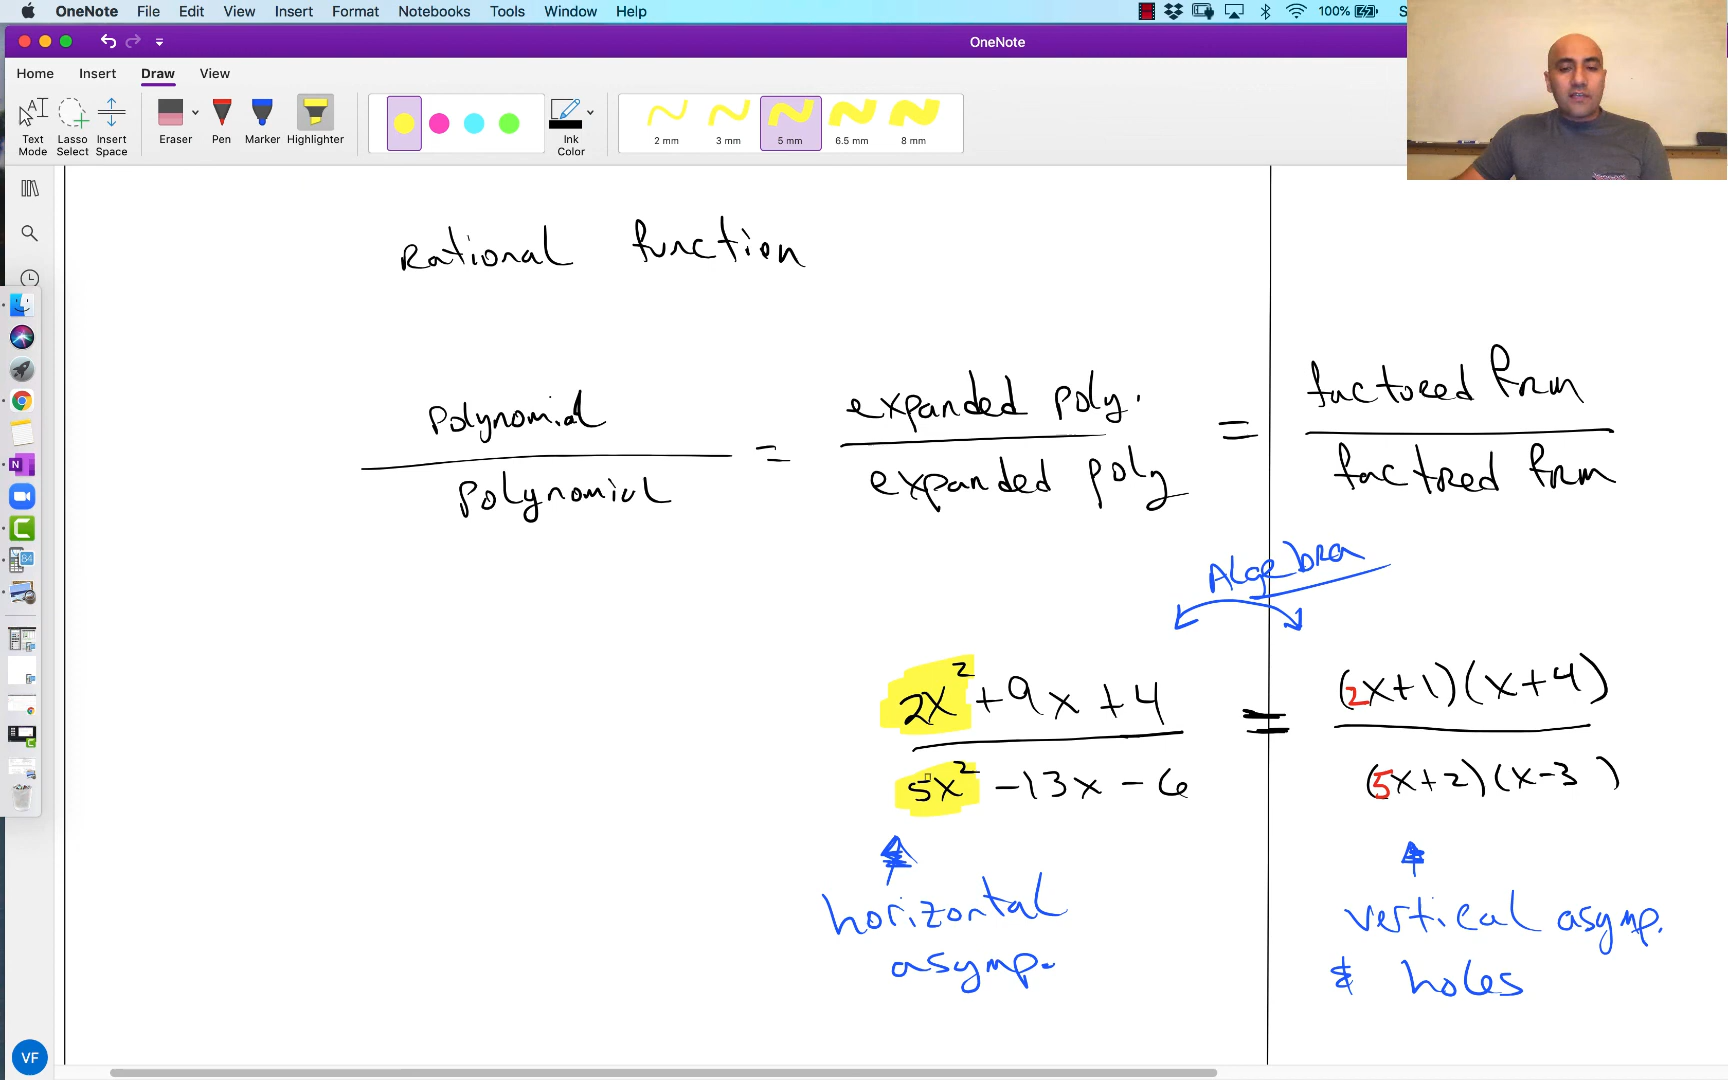 OneNote File Edit View Insert Format Notebooks Tools Window Help 100%
OneNote
Home Insert Draw View
Text Mode Lasso Select Insert Space Eraser Pen Marker Highlighter Ink Color 2 mm 3 mm 5 mm 6.5 mm 8 mm
Rational function
Polynomial / Polynomial = expanded poly. / expanded poly = factored form / factored form
Algebra
2x² + 9x + 4 / 5x² - 13x - 6 = (2x+1)(x+4) / (5x+2)(x-3)
horizontal asymp.
vertical asymp. & holes
VF